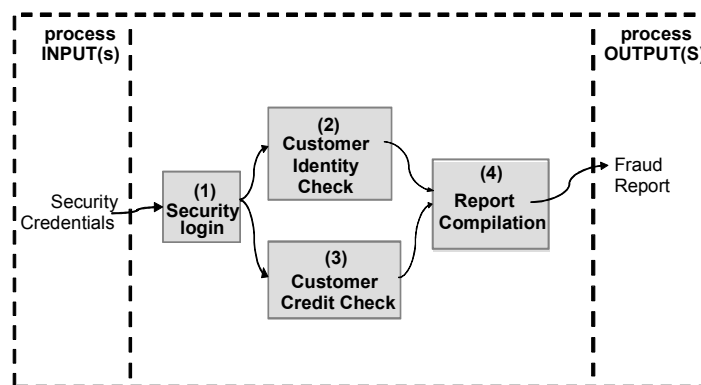 process
INPUT(s)
process
OUTPUT(S)
(2)
Customer
Identity
Check
(4)
Report
Compilation
Fraud
Report
Security
Credentials
(1)
Security
login
(3)
Customer
Credit Check